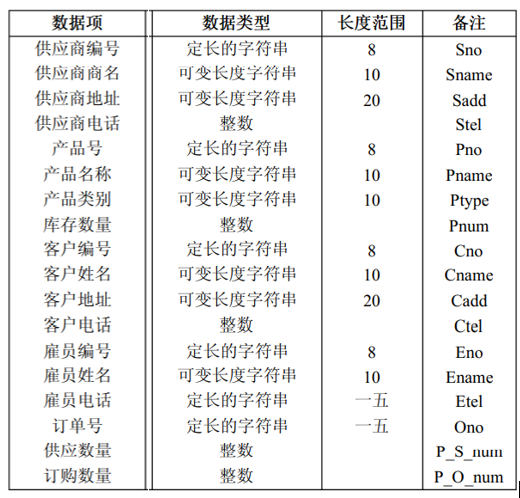 数据项 数据类型 长度范围 备注
供应商编号 定长的字符串 8 Sno
供应商商名 可变长度字符串 10 Sname
供应商地址 可变长度字符串 20 Sadd
供应商电话 整数 Stel
产品号 定长的字符串 8 Pno
产品名称 可变长度字符串 10 Pname
产品类别 可变长度字符串 10 Ptype
库存数量 整数 Pnum
客户编号 定长的字符串 8 Cno
客户姓名 可变长度字符串 10 Cname
客户地址 可变长度字符串 20 Cadd
客户电话 整数 Ctel
雇员编号 定长的字符串 8 Eno
雇员姓名 可变长度字符串 10 Ename
雇员电话 定长的字符串 一五 Etel
订单号 定长的字符串 一五 Ono
供应数量 整数 P_S_num
订购数量 整数 P_O_num